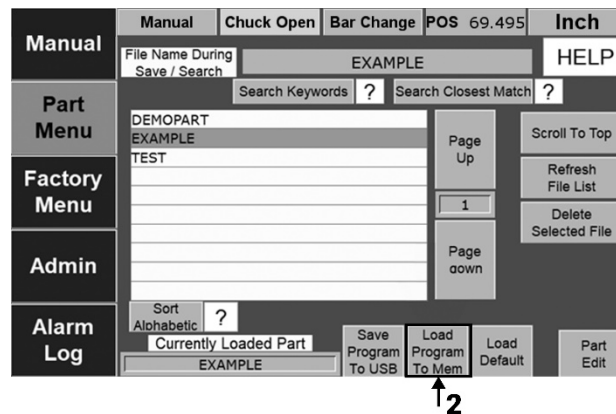 Manual
Chuck Open
Bar Change
POS 69.495
Inch
Manual
File Name During
Save / Search
EXAMPLE
HELP
Search Keywords
?
Search Closest Match
?
Part
Menu
DEMOPART
EXAMPLE
TEST
Page
Up
Scroll To Top
Refresh
File List
1
Delete
Selected File
Factory
Menu
Page
down
Admin
Sort
Alphabetic
?
Alarm
Log
Currently Loaded Part
EXAMPLE
Save
Program
To USB
Load
Program
To Mem
Load
Default
Part
Edit
2